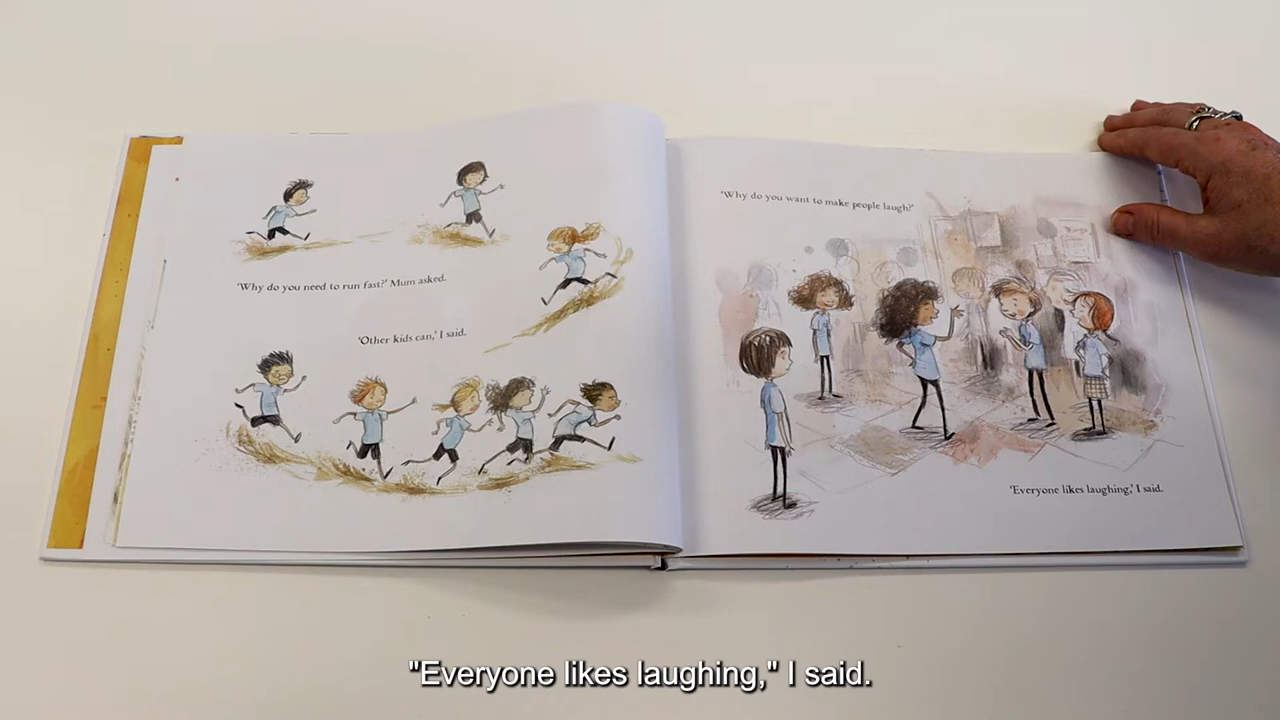 'Why do you need to run fast?' Mum asked.
'Other kids can,' I said.
'Why do you want to make people laugh?'
'Everyone likes laughing,' I said.
"Everyone likes laughing," I said.